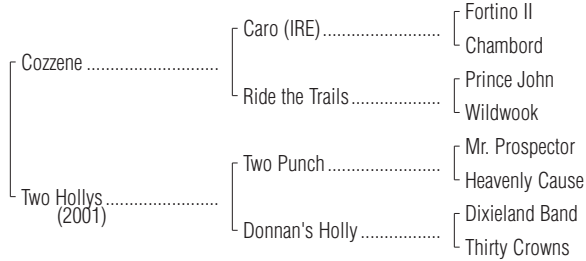 Fortino II
Caro (IRE)
Chambord
Cozzene
Prince John
Ride the Trails
Wildwook
Mr. Prospector
Two Punch
Heavenly Cause
Two Hollys
(2001)
Dixieland Band
Donnan's Holly
Thirty Crowns